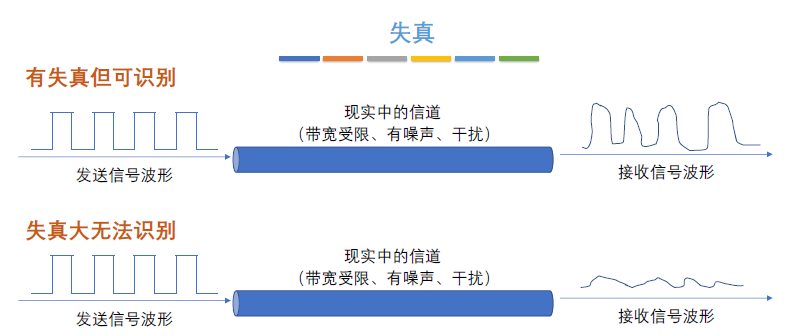 失真
有失真但可识别
现实中的信道
（带宽受限、有噪声、干扰）
发送信号波形
接收信号波形
失真大无法识别
现实中的信道
（带宽受限、有噪声、干扰）
发送信号波形
接收信号波形